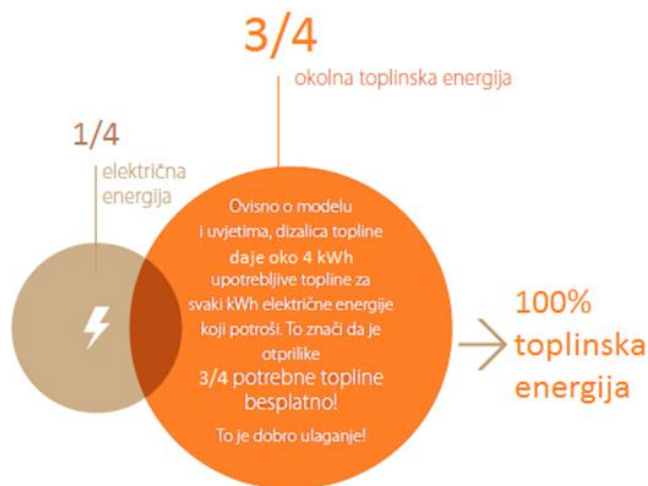 3/4
okolna toplinska energija
1/4
električna
energija
Ovisno o modelu
i uvjetima, dizalica topline
daje oko 4 kWh
upotrebljive topline za
svaki kWh električne energije
koji potroši. To znači da je
otprilike
3/4 potrebne topline
besplatno!
To je dobro ulaganje!
100%
toplinska
energija